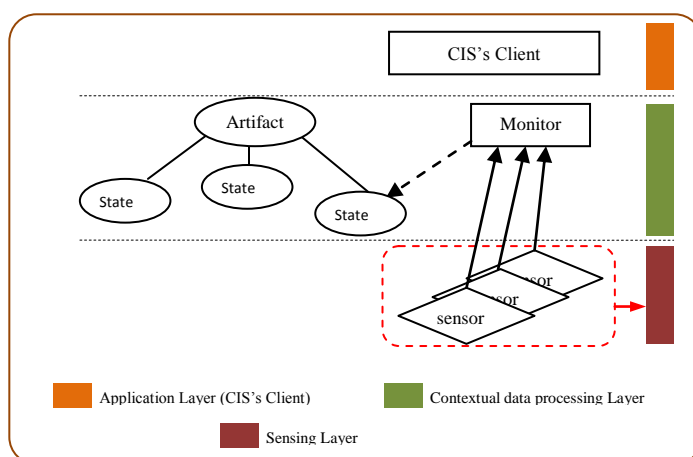 CIS's Client
Artifact
Monitor
State
State
State
sensor
Application Layer (CIS's Client)
Contextual data processing Layer
Sensing Layer